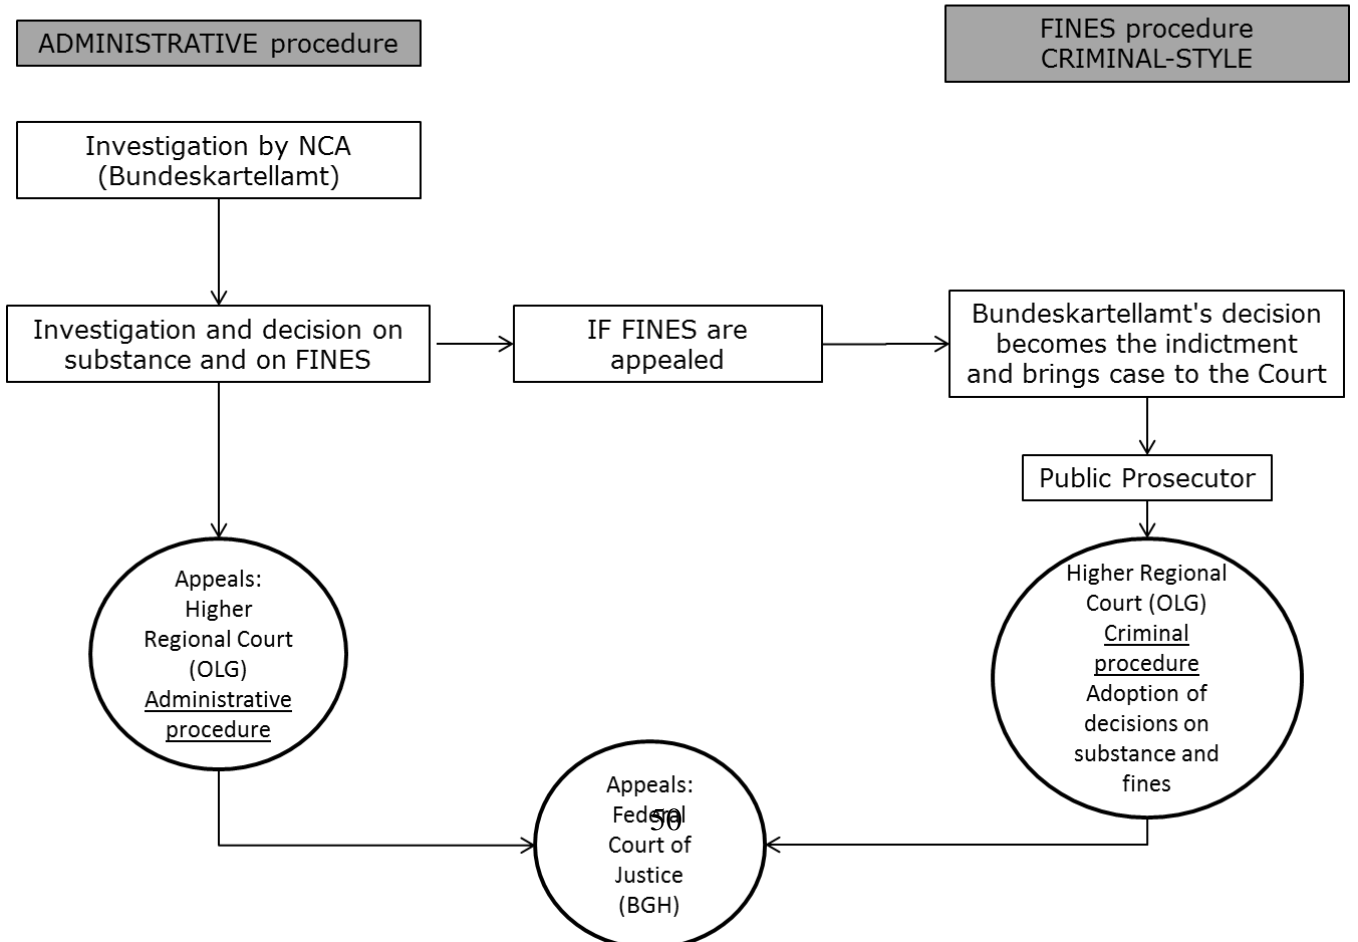 ADMINISTRATIVE procedure
FINES procedure
CRIMINAL-STYLE
Investigation by NCA
(Bundeskartellamt)
Investigation and decision on
substance and on FINES
IF FINES are
appealed
Bundeskartellamt's decision
becomes the indictment
and brings case to the Court
Public Prosecutor
Appeals:
Higher
Regional Court
(OLG)
Administrative
procedure
Higher Regional
Court (OLG)
Criminal
procedure
Adoption of
decisions on
substance and
fines
Appeals:
Federal
50
Court of
Justice
(BGH)